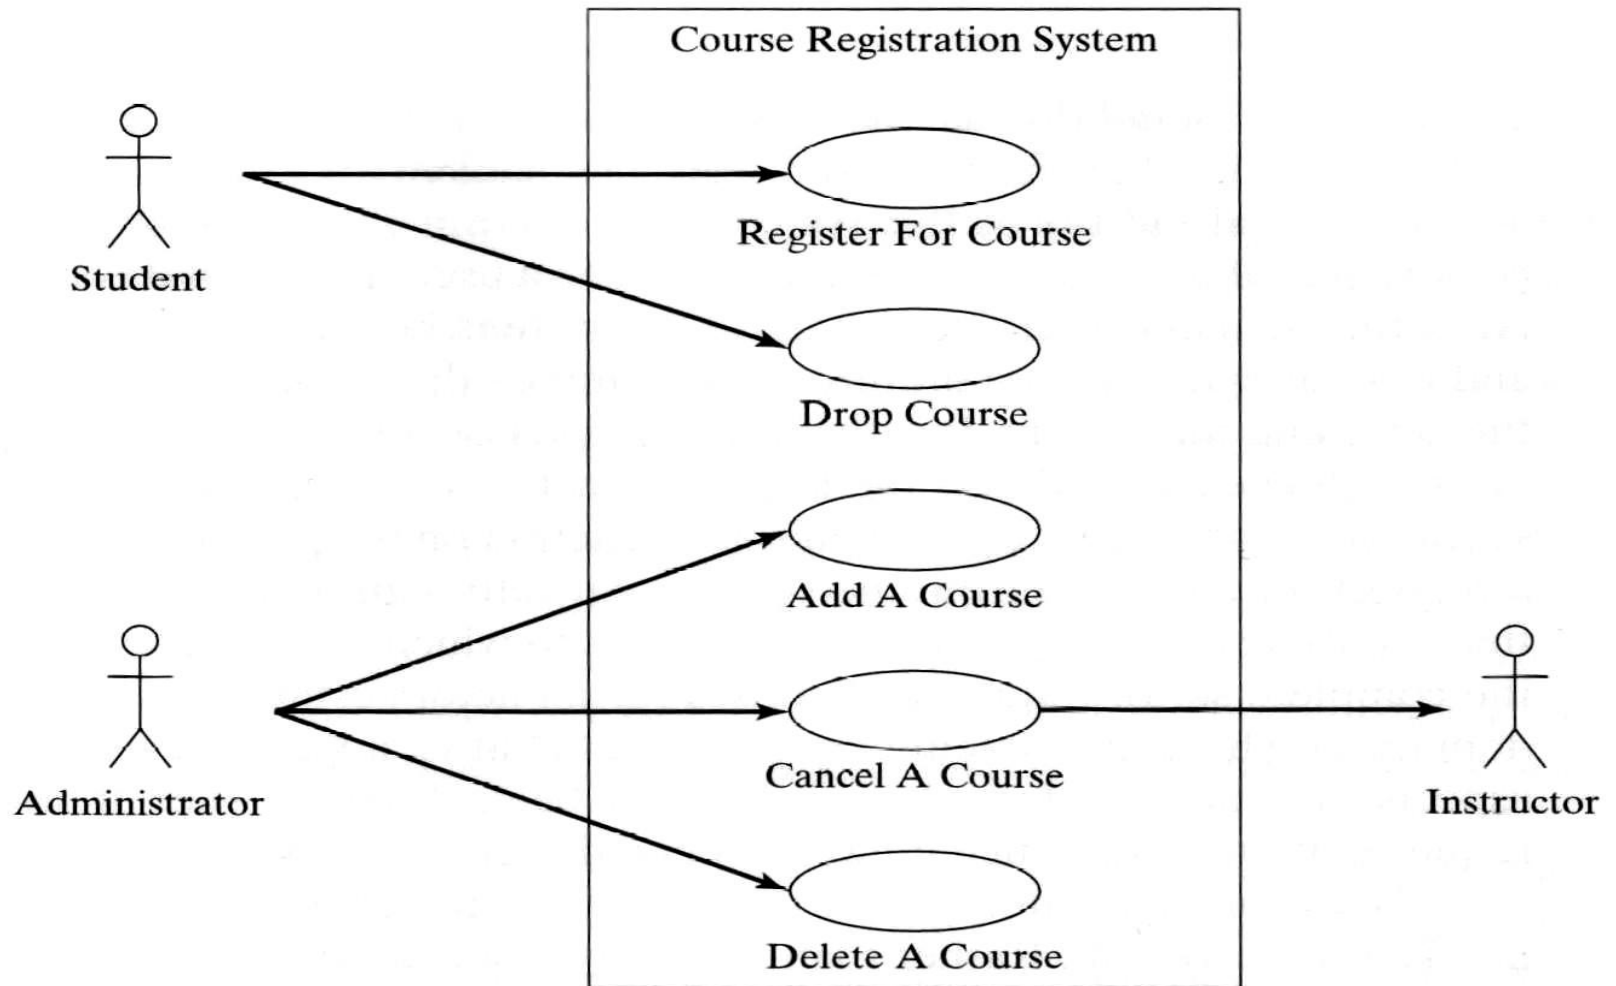 Course Registration System
Register For Course
Student
Drop Course
Add A Course
Cancel A Course
Administrator
Instructor
Delete A Course